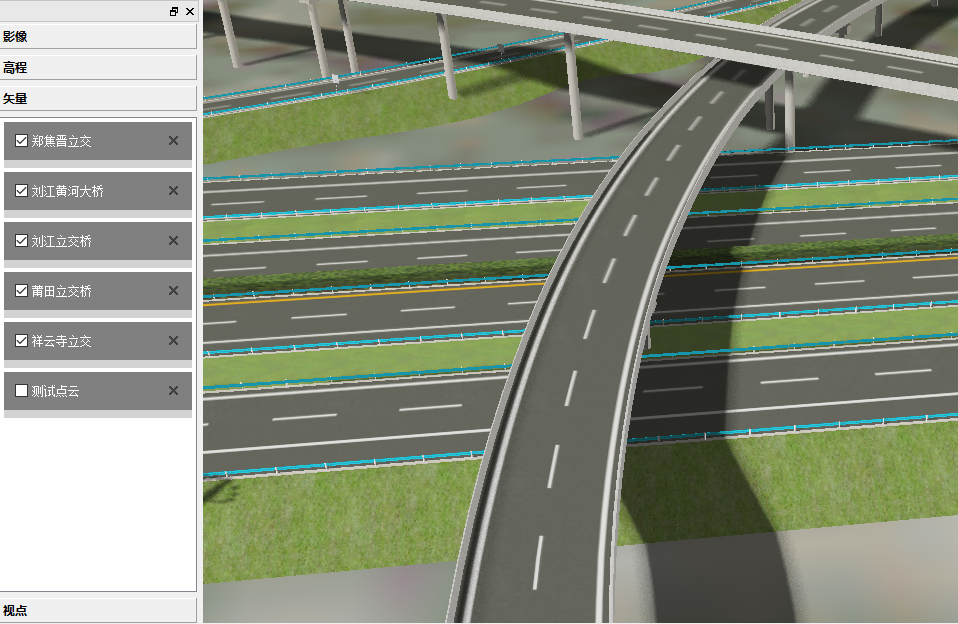 影像
高程
矢量
郑焦晋立交
刘江黄河大桥
刘江立交桥
莆田立交桥
祥云寺立交
测试点云
视点